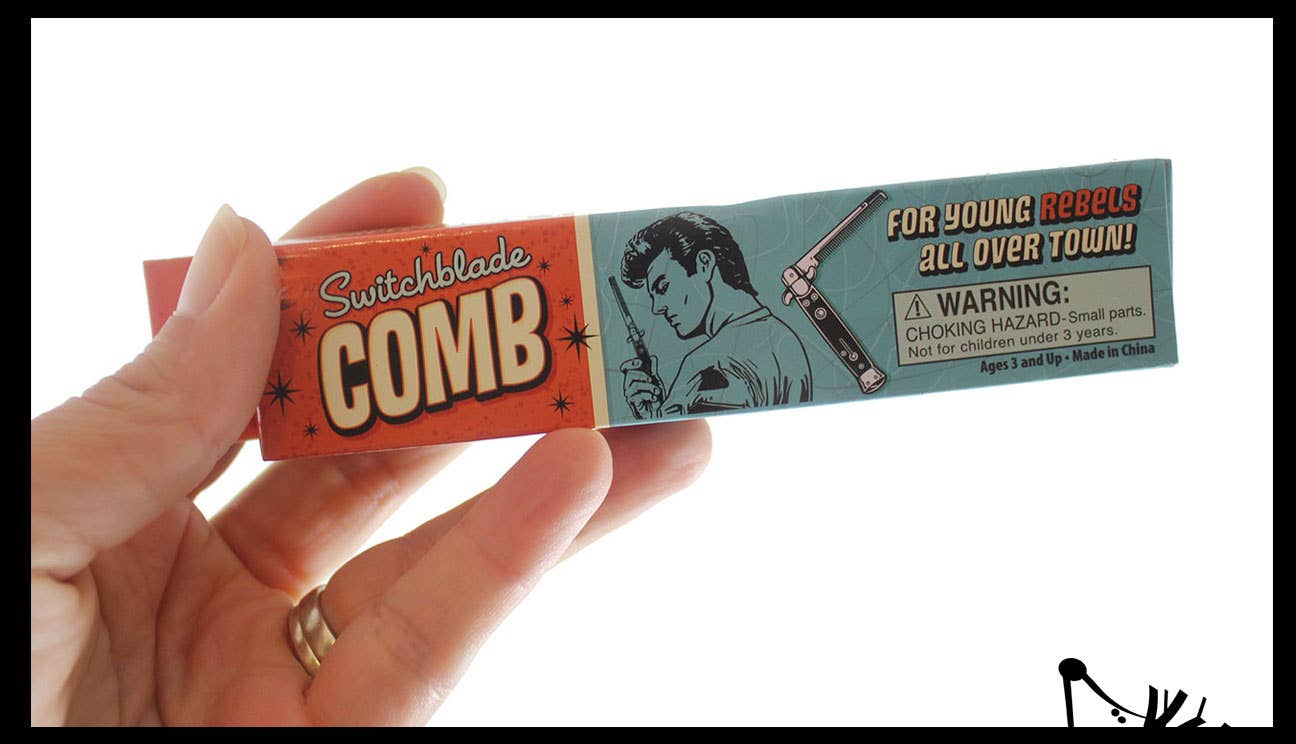 Switchblade
COMB
FOR YOUNG REBELS
ALL OVER TOWN!
WARNING:
CHOKING HAZARD-Small parts.
Not for children under 3 years.
Ages 3 and Up • Made in China